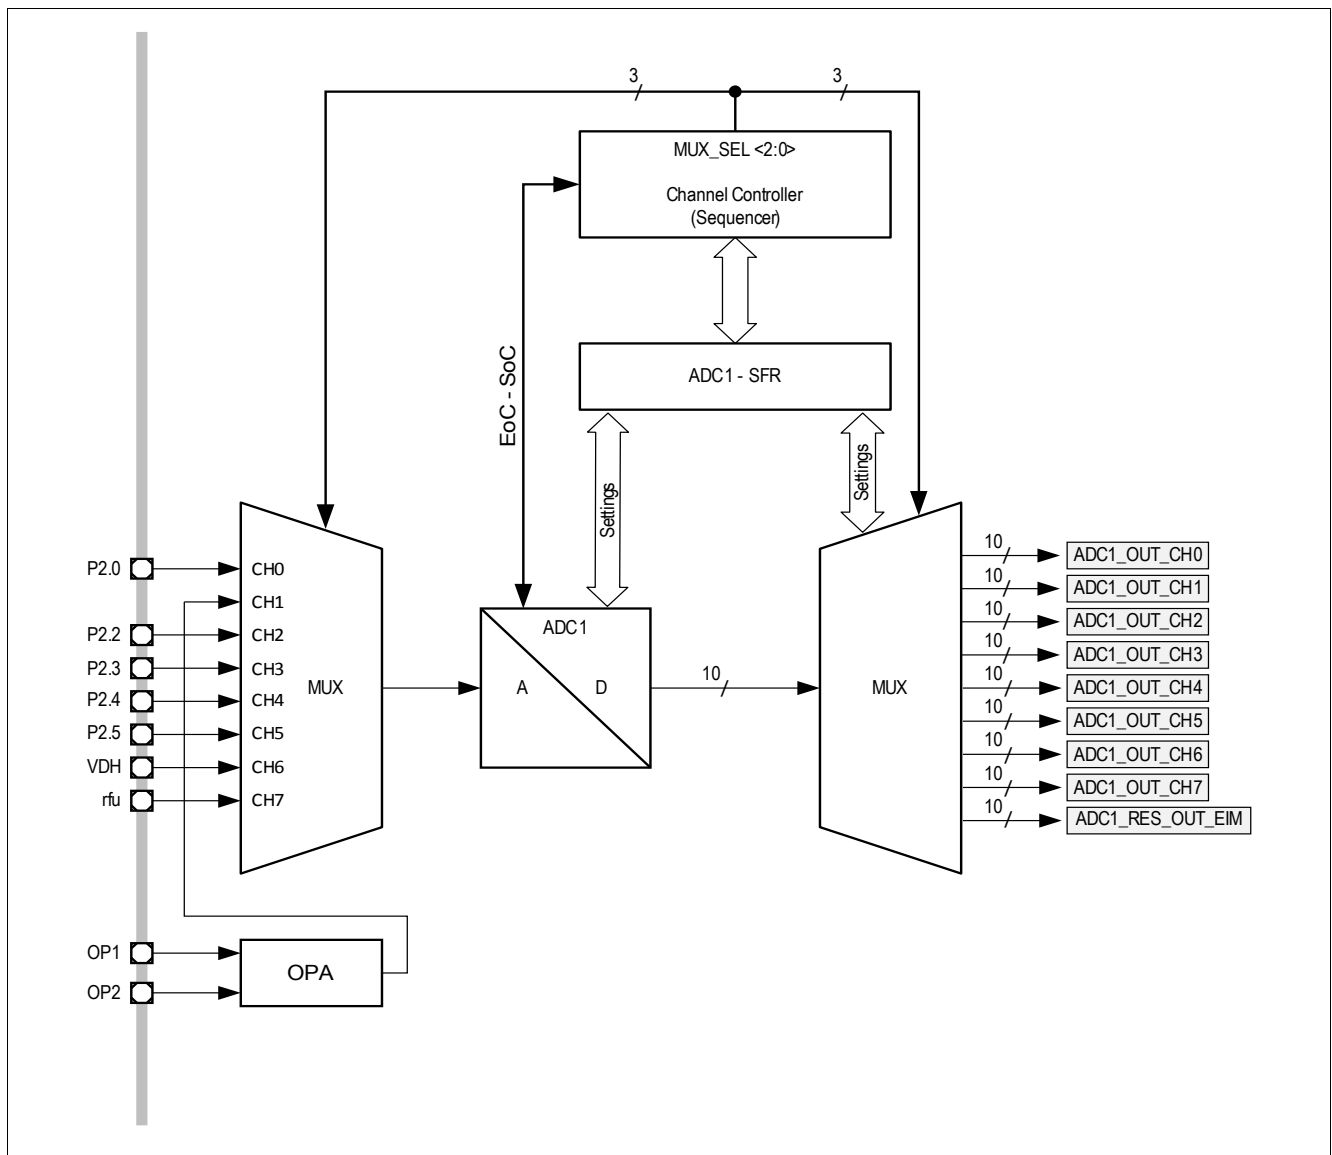 3
3
MUX_SEL <2:0>
Channel Controller
(Sequencer)
EoC - SoC
ADC1 - SFR
Settings
Settings
P2.0
P2.2
P2.3
P2.4
P2.5
VDH
rfu
CH0
CH1
CH2
CH3
CH4
CH5
CH6
CH7
MUX
ADC1
A
D
10
MUX
10
ADC1_OUT_CH0
10
ADC1_OUT_CH1
10
ADC1_OUT_CH2
10
ADC1_OUT_CH3
10
ADC1_OUT_CH4
10
ADC1_OUT_CH5
10
ADC1_OUT_CH6
10
ADC1_OUT_CH7
10
ADC1_RES_OUT_EIM
OP1
OP2
OPA